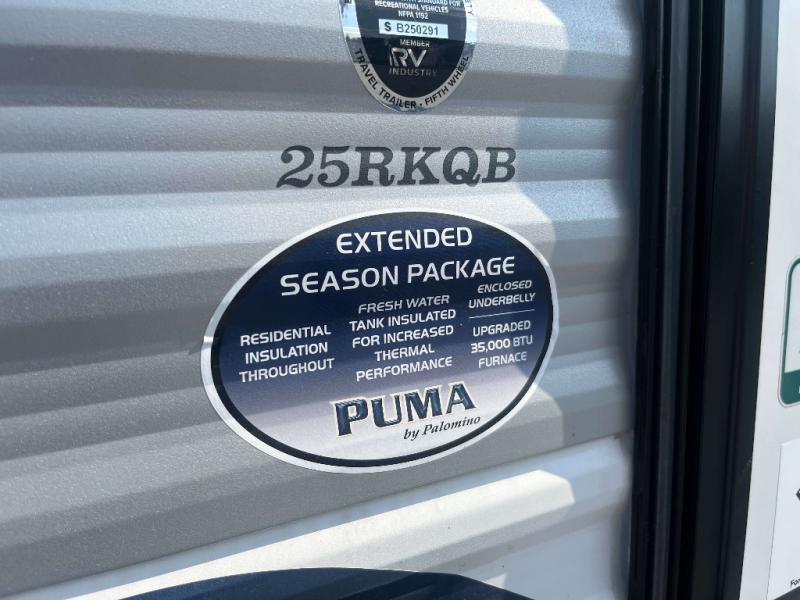 STANDARD FOR
RECREATIONAL VEHICLES
NFPA 1192
S B250291
MEMBER
RV
INDUSTRY
TRAVEL TRAILER - FIFTH WHEEL
25RKQB
EXTENDED
SEASON PACKAGE
RESIDENTIAL
INSULATION
THROUGHOUT
FRESH WATER
TANK INSULATED
FOR INCREASED
THERMAL
PERFORMANCE
ENCLOSED
UNDERBELLY
UPGRADED
35,000 BTU
FURNACE
PUMA
by Palomino